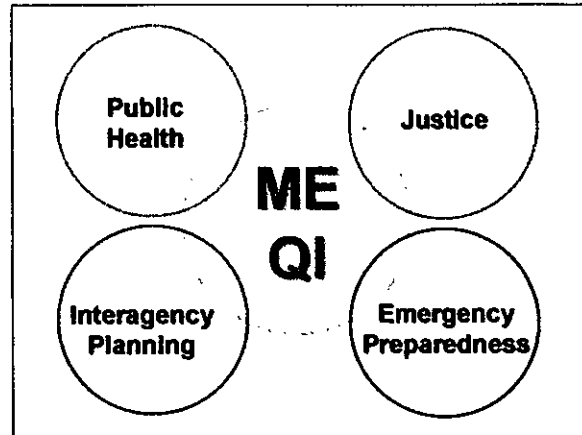 Public
Health
Justice
ME
QI
Interagency
Planning
Emergency
Preparedness